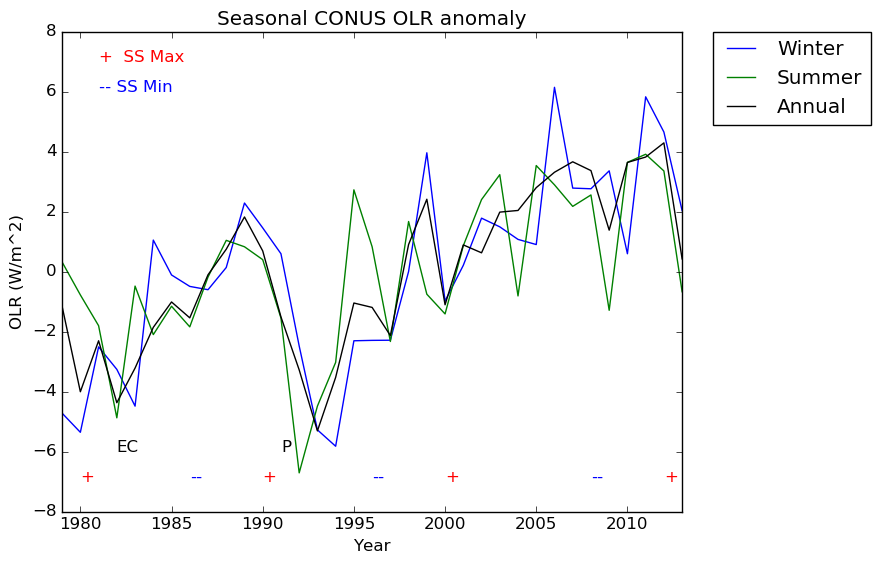 Seasonal CONUS OLR anomaly
+ SS Max
-- SS Min
Winter
Summer
Annual
8
6
4
2
0
−2
−4
−6
−8
OLR (W/m^2)
EC
P
+ -- + -- + -- +
1980 1985 1990 1995 2000 2005 2010
Year